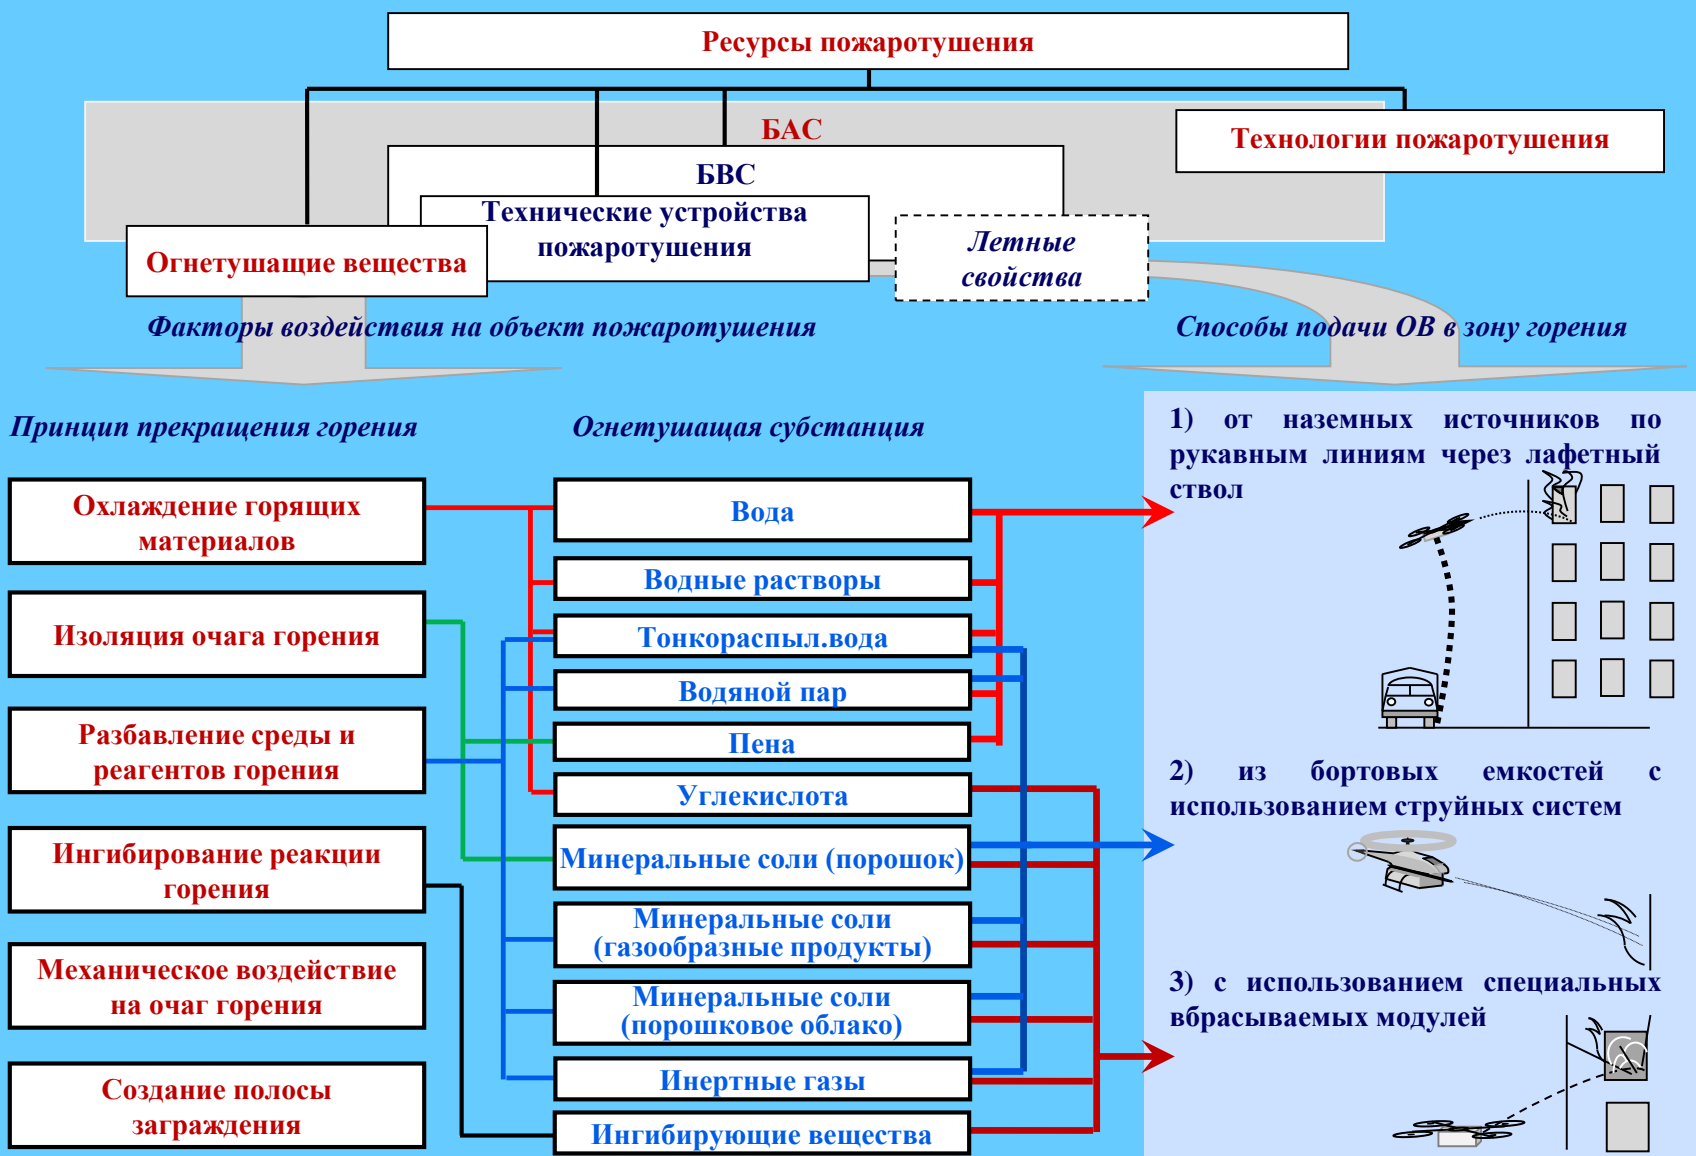 Ресурсы пожаротушения
БАС
Технологии пожаротушения
БВС
Технические устройства
пожаротушения
Летные
свойства
Огнетушащие вещества
Факторы воздействия на объект пожаротушения
Способы подачи ОВ в зону горения
Принцип прекращения горения
Огнетушащая субстанция
Охлаждение горящих
материалов
Изоляция очага горения
Разбавление среды и
реагентов горения
Ингибирование реакции
горения
Механическое воздействие
на очаг горения
Создание полосы
заграждения
Вода
Водные растворы
Тонкораспыл.вода
Водяной пар
Пена
Углекислота
Минеральные соли (порошок)
Минеральные соли
(газообразные продукты)
Минеральные соли
(порошковое облако)
Инертные газы
Ингибирующие вещества
1) от наземных источников по
рукавным линиям через лафетный
ствол
2) из бортовых емкостей с
использованием струйных систем
3) с использованием специальных
вбрасываемых модулей